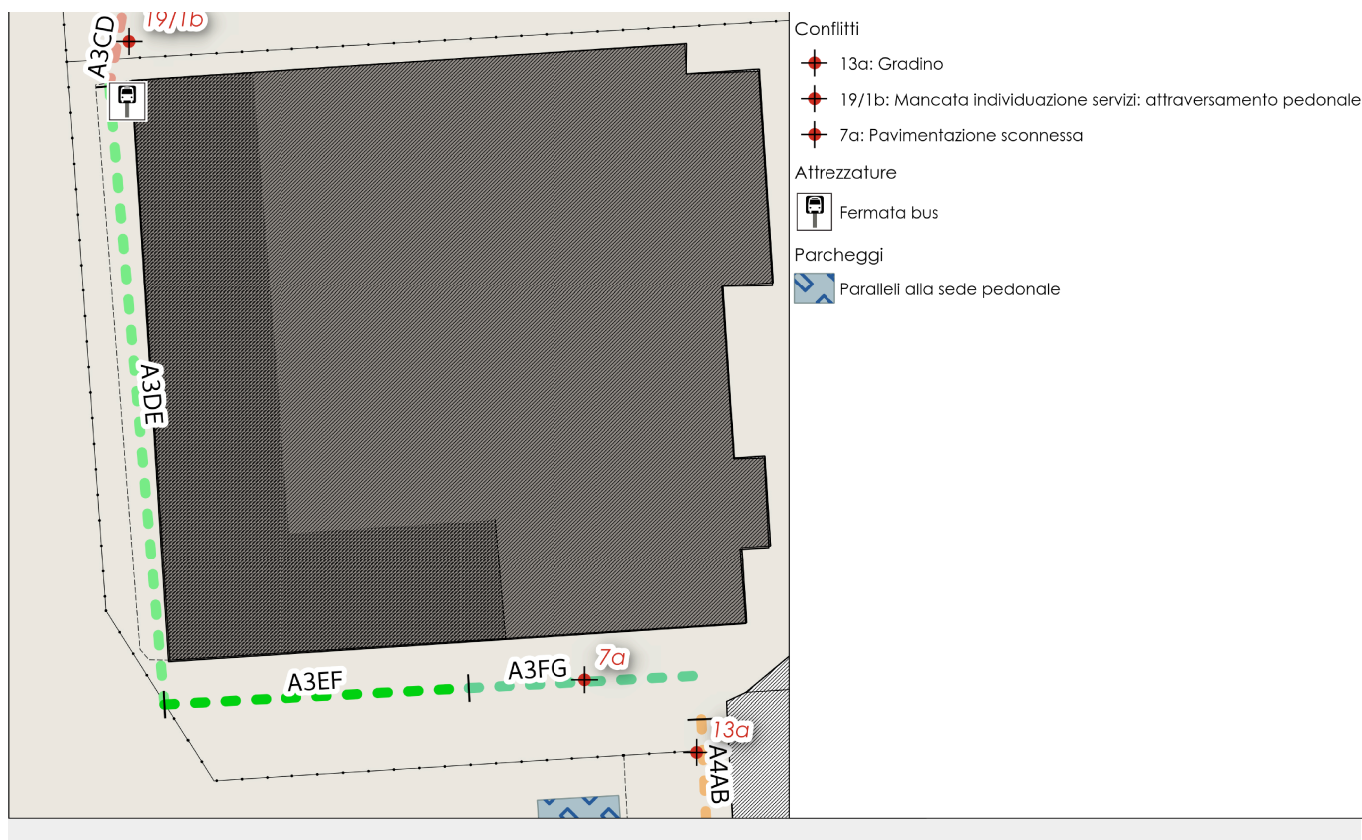 19/1b
A3CD
A3DE
A3EF
A3FG
7a
13a
A4AB
Conflitti
13a: Gradino
19/1b: Mancata individuazione servizi: attraversamento pedonale
7a: Pavimentazione sconnessa
Attrezzature
Fermata bus
Parcheggi
Paralleli alla sede pedonale